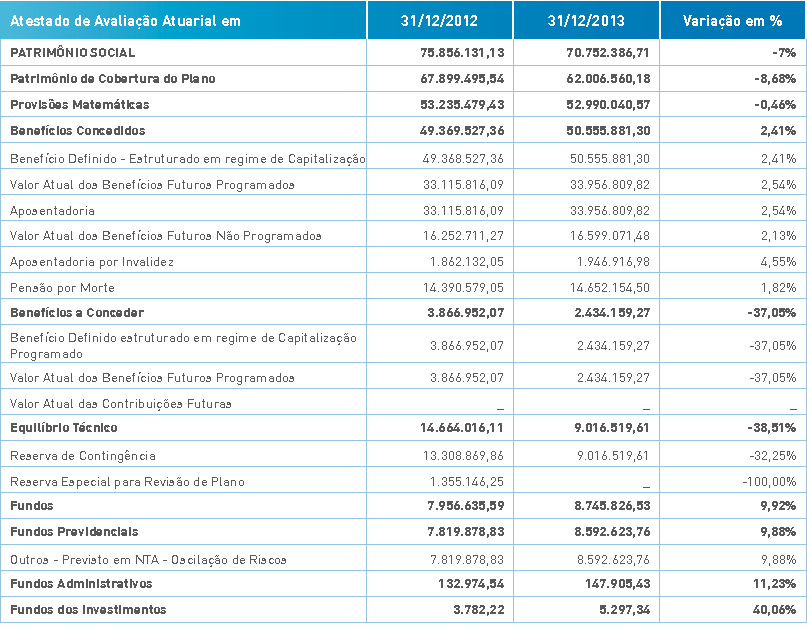 Atestado de Avaliação Atuarial em 31/12/2012 31/12/2013 Variação em %
PATRIMÔNIO SOCIAL 75.856.131,13 70.752.386,71 -7%
Patrimônio de Cobertura do Plano 67.899.495,54 62.006.560,18 -8,68%
Provisões Matemáticas 53.235.479,43 52.990.040,57 -0,46%
Benefícios Concedidos 49.369.527,36 50.555.881,30 2,41%
Benefício Definido - Estruturado em regime de Capitalização 49.368.527,36 50.555.881,30 2,41%
Valor Atual dos Benefícios Futuros Programados 33.115.816,09 33.956.809,82 2,54%
Aposentadoria 33.115.816,09 33.956.809,82 2,54%
Valor Atual dos Benefícios Futuros Não Programados 16.252.711,27 16.599.071,48 2,13%
Aposentadoria por Invalidez 1.862.132,05 1.946.916,98 4,55%
Pensão por Morte 14.390.579,05 14.652.154,50 1,82%
Benefícios a Conceder 3.866.952,07 2.434.159,27 -37,05%
Benefício Definido estruturado em regime de Capitalização
Programado 3.866.952,07 2.434.159,27 -37,05%
Valor Atual dos Benefícios Futuros Programados 3.866.952,07 2.434.159,27 -37,05%
Valor Atual das Contribuições Futuras _ _ _
Equilíbrio Técnico 14.664.016,11 9.016.519,61 -38,51%
Reserva de Contingência 13.308.869,86 9.016.519,61 -32,25%
Reserva Especial para Revisão de Plano 1.355.146,25 _ -100,00%
Fundos 7.956.635,59 8.745.826,53 9,92%
Fundos Previdenciais 7.819.878,83 8.592.623,76 9,88%
Outros - Previsto em NTA - Oscilação de Riscos 7.819.878,83 8.592.623,76 9,88%
Fundos Administrativos 132.974,54 147.905,43 11,23%
Fundos dos Investimentos 3.782,22 5.297,34 40,06%